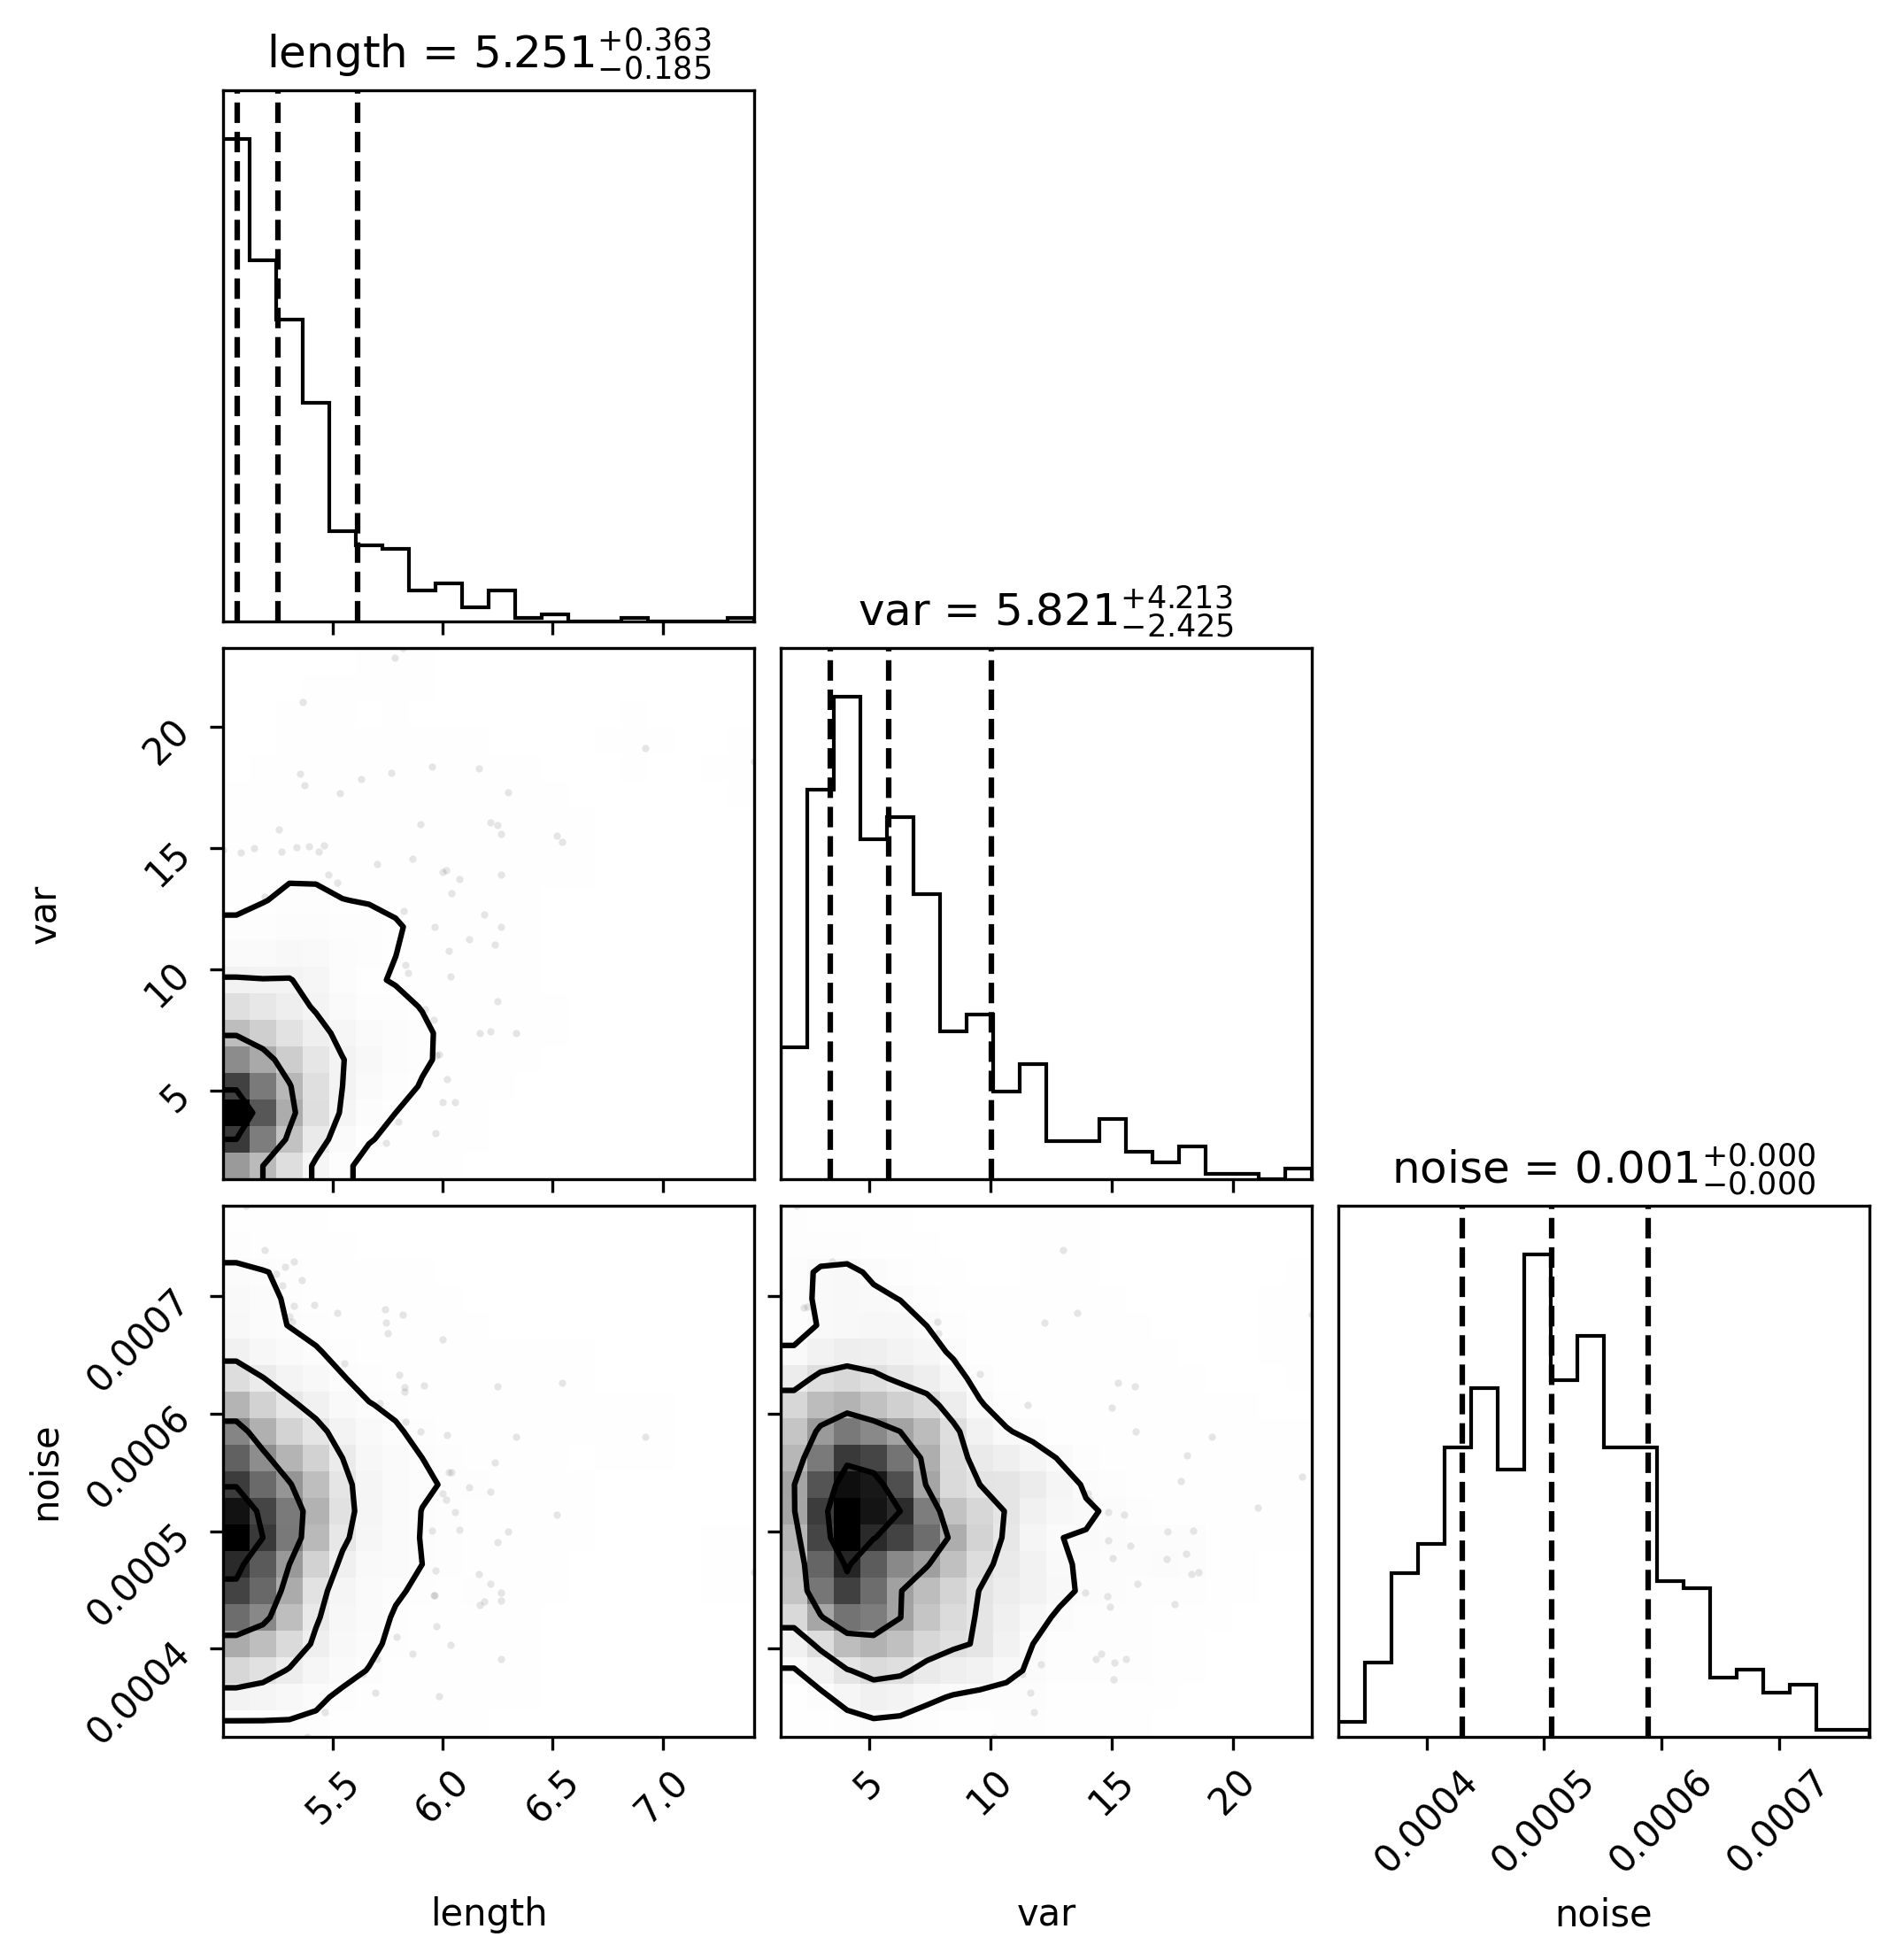 length = 5.251 +0.363 −0.185
var = 5.821 +4.213 −2.425
20
15
10
5
var
noise = 0.001 +0.000 −0.000
0.0007
0.0006
0.0005
0.0004
noise
5.5 6.0 6.5 7.0
5 10 15 20
0.0004 0.0005 0.0006 0.0007
length
var
noise